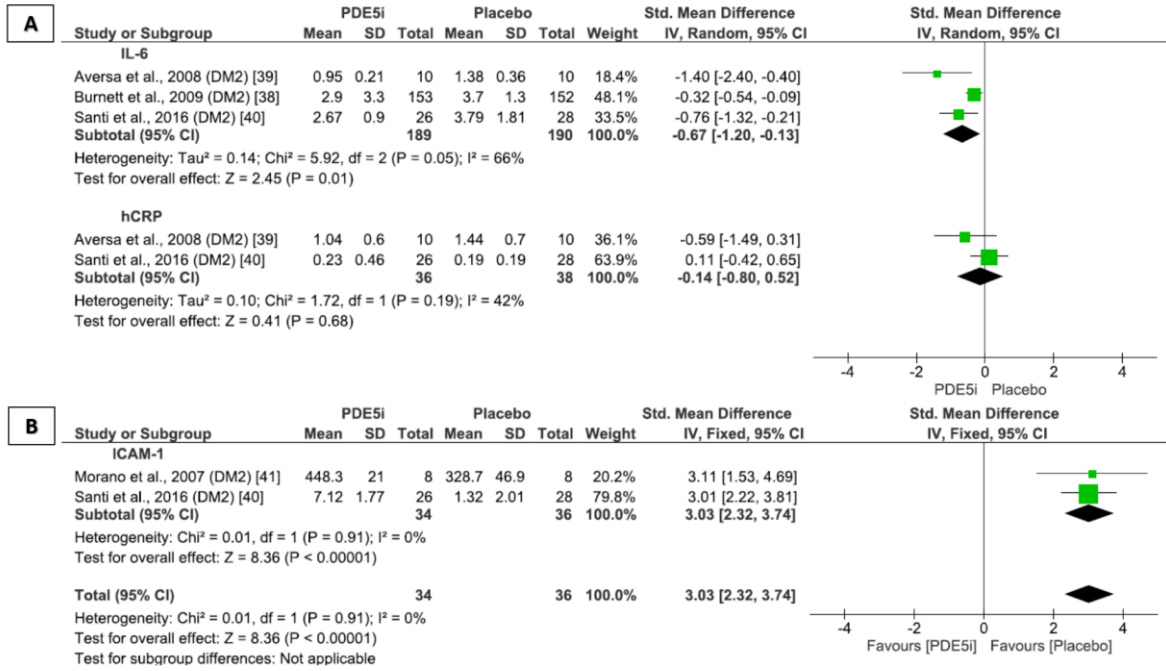 A
PDE5i Placebo Std. Mean Difference Std. Mean Difference
Study or Subgroup Mean SD Total Mean SD Total Weight IV, Random, 95% CI IV, Random, 95% CI
IL-6
Aversa et al., 2008 (DM2) [39] 0.95 0.21 10 1.38 0.36 10 18.4% -1.40 [-2.40, -0.40]
Burnett et al., 2009 (DM2) [38] 2.9 3.3 153 3.7 1.3 152 48.1% -0.32 [-0.54, -0.09]
Santi et al., 2016 (DM2) [40] 2.67 0.9 26 3.79 1.81 28 33.5% -0.76 [-1.32, -0.21]
Subtotal (95% CI) 189 190 100.0% -0.67 [-1.20, -0.13]
Heterogeneity: Tau² = 0.14; Chi² = 5.92, df = 2 (P = 0.05); I² = 66%
Test for overall effect: Z = 2.45 (P = 0.01)
hCRP
Aversa et al., 2008 (DM2) [39] 1.04 0.6 10 1.44 0.7 10 36.1% -0.59 [-1.49, 0.31]
Santi et al., 2016 (DM2) [40] 0.23 0.46 26 0.19 0.19 28 63.9% 0.11 [-0.42, 0.65]
Subtotal (95% CI) 36 38 100.0% -0.14 [-0.80, 0.52]
Heterogeneity: Tau² = 0.10; Chi² = 1.72, df = 1 (P = 0.19); I² = 42%
Test for overall effect: Z = 0.41 (P = 0.68)
-4 -2 0 2 4
PDE5i Placebo
B
PDE5i Placebo Std. Mean Difference Std. Mean Difference
Study or Subgroup Mean SD Total Mean SD Total Weight IV, Fixed, 95% CI IV, Fixed, 95% CI
ICAM-1
Morano et al., 2007 (DM2) [41] 448.3 21 8 328.7 46.9 8 20.2% 3.11 [1.53, 4.69]
Santi et al., 2016 (DM2) [40] 7.12 1.77 26 1.32 2.01 28 79.8% 3.01 [2.22, 3.81]
Subtotal (95% CI) 34 36 100.0% 3.03 [2.32, 3.74]
Heterogeneity: Chi² = 0.01, df = 1 (P = 0.91); I² = 0%
Test for overall effect: Z = 8.36 (P < 0.00001)
Total (95% CI) 34 36 100.0% 3.03 [2.32, 3.74]
Heterogeneity: Chi² = 0.01, df = 1 (P = 0.91); I² = 0%
Test for overall effect: Z = 8.36 (P < 0.00001)
Test for subgroup differences: Not applicable
-4 -2 0 2 4
Favours [PDE5i] Favours [Placebo]